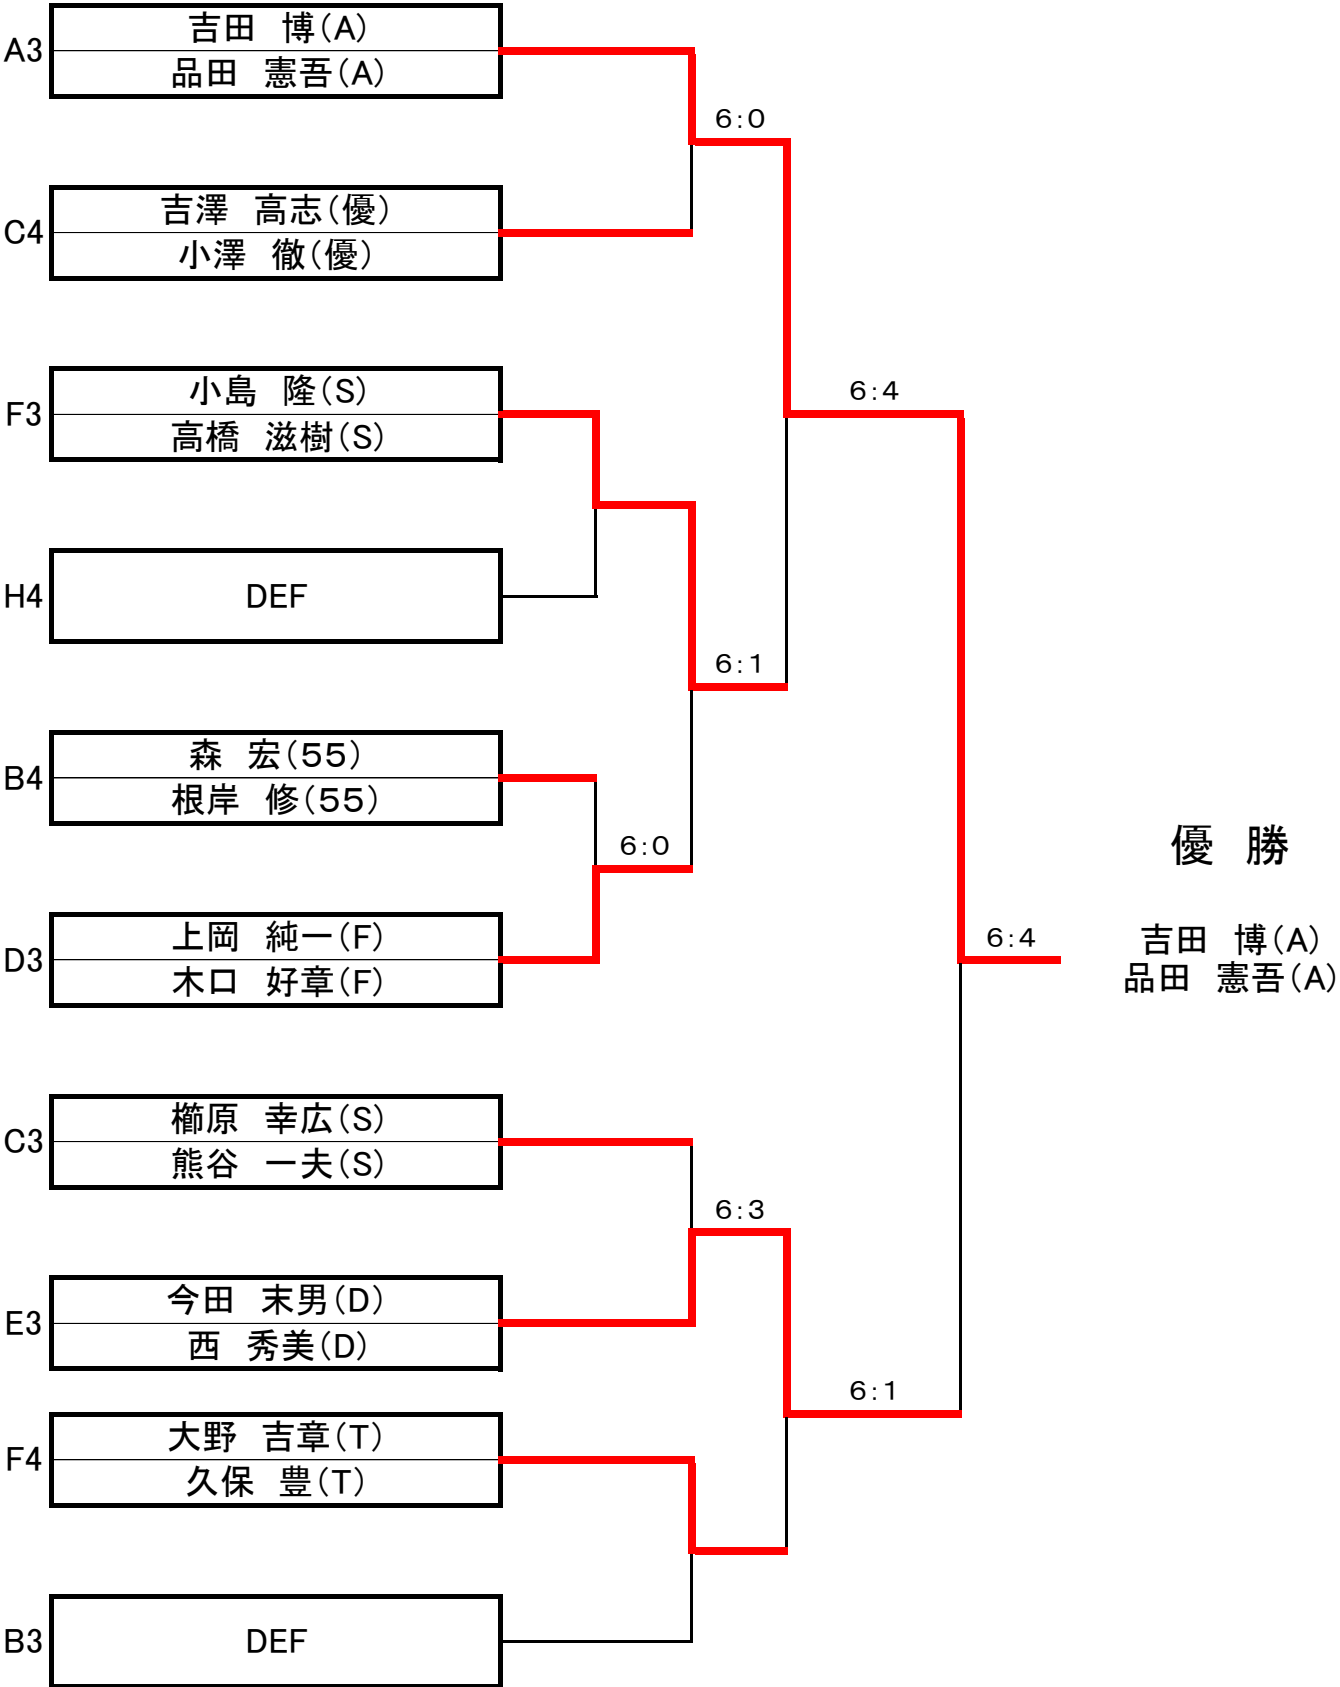 A3
吉田　博(A)
品田　憲吾(A)
6:0
C4
吉澤　高志(優)
小澤　徹(優)
F3
小島　隆(S)
高橋　滋樹(S)
6:4
H4
DEF
6:1
B4
森　宏(55)
根岸　修(55)
6:0
D3
上岡　純一(F)
木口　好章(F)
優　勝
6:4
吉田　博(A)
品田　憲吾(A)
C3
櫛原　幸広(S)
熊谷　一夫(S)
6:3
E3
今田　末男(D)
西　秀美(D)
6:1
F4
大野　吉章(T)
久保　豊(T)
B3
DEF